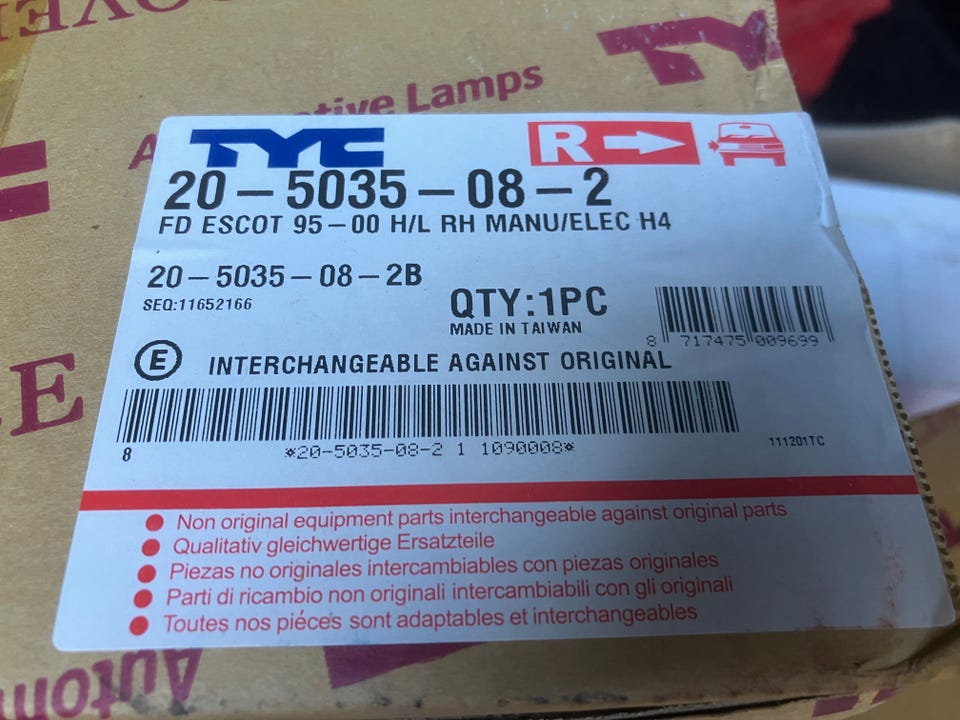 TYC
Automotive Lamps
TYC R
20-5035-08-2
FD ESCOT 95-00 H/L RH MANU/ELEC H4
20-5035-08-2B
SEQ:11652166
QTY:1PC
MADE IN TAIWAN
8 717475 009699
E INTERCHANGEABLE AGAINST ORIGINAL
8 *20-5035-08-2 1 1090008*
111201TC
● Non original equipment parts interchangeable against original parts
● Qualitativ gleichwertige Ersatzteile
● Piezas no originales intercambiables con piezas originales
● Parti di ricambio non originali intercambiabili con gli originali
● Toutes nos piéces sont adaptables et interchangeables
Automo